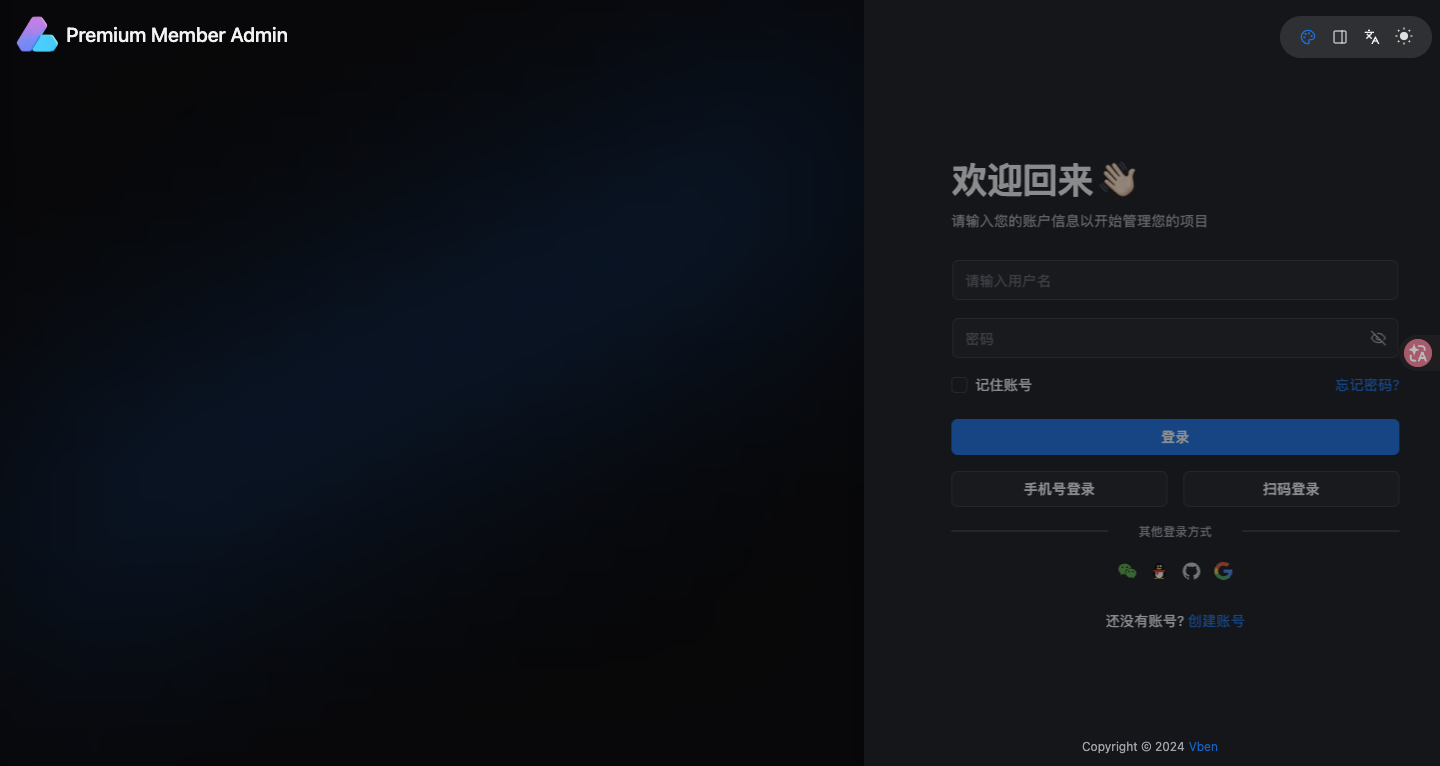 Premium Member Admin
欢迎回来 👋🏻
请输入您的账户信息以开始管理您的项目
请输入用户名
密码
记住账号
忘记密码?
登录
手机号登录
扫码登录
其他登录方式
还没有账号? 创建账号
Copyright © 2024 Vben